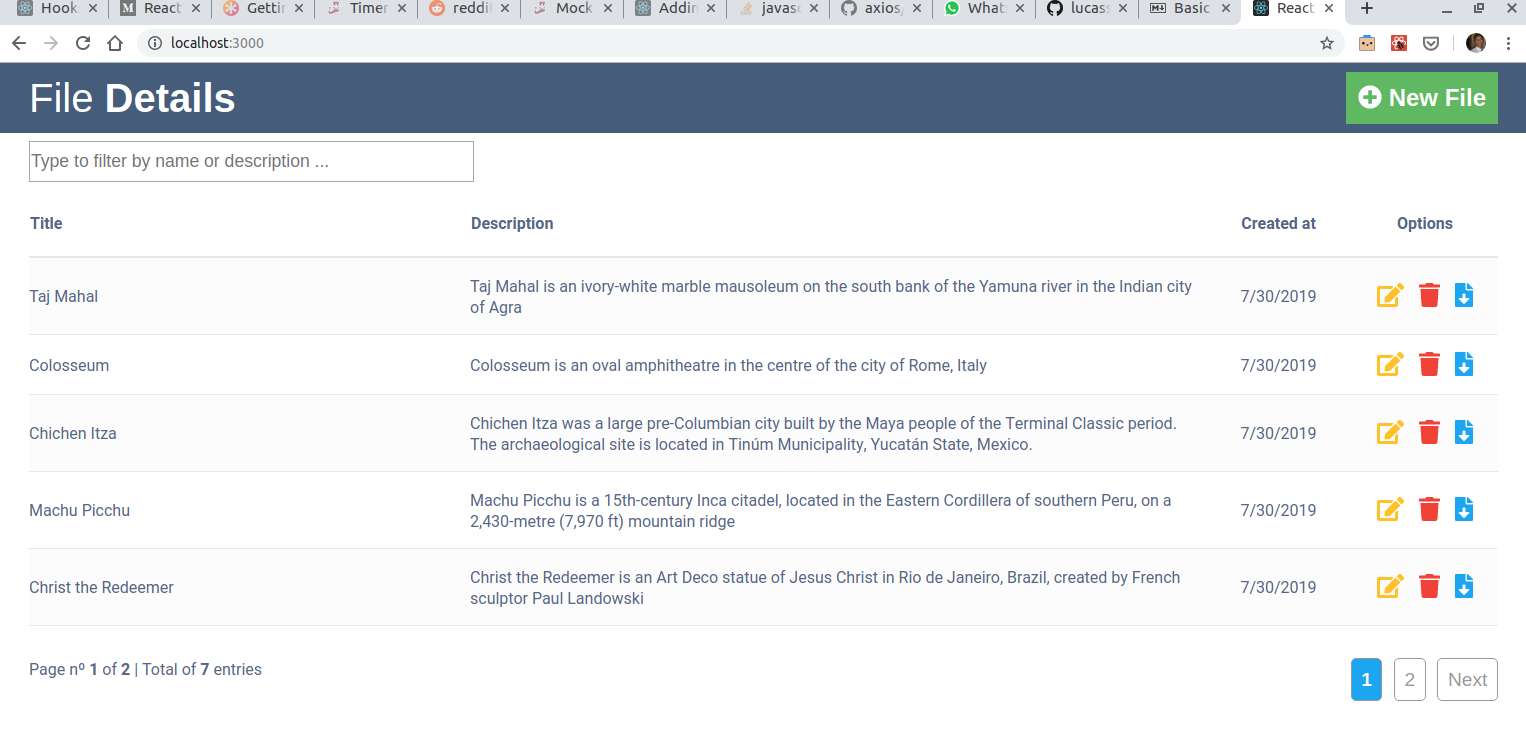 Hook React Gettin Timer reddit Mock Addin javasc axios/ What lucas Basic React
localhost:3000
File Details
New File
Type to filter by name or description ...
Title Description Created at Options
Taj Mahal
Taj Mahal is an ivory-white marble mausoleum on the south bank of the Yamuna river in the Indian city
of Agra
7/30/2019
Colosseum
Colosseum is an oval amphitheatre in the centre of the city of Rome, Italy
7/30/2019
Chichen Itza
Chichen Itza was a large pre-Columbian city built by the Maya people of the Terminal Classic period.
The archaeological site is located in Tinúm Municipality, Yucatán State, Mexico.
7/30/2019
Machu Picchu
Machu Picchu is a 15th-century Inca citadel, located in the Eastern Cordillera of southern Peru, on a
2,430-metre (7,970 ft) mountain ridge
7/30/2019
Christ the Redeemer
Christ the Redeemer is an Art Deco statue of Jesus Christ in Rio de Janeiro, Brazil, created by French
sculptor Paul Landowski
7/30/2019
Page nº 1 of 2 | Total of 7 entries
1 2 Next